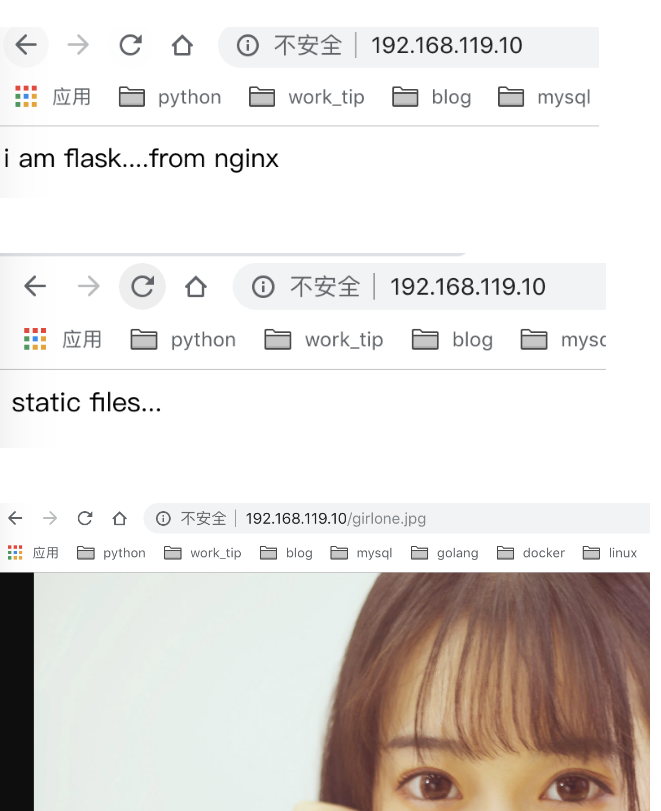 不安全 192.168.119.10
应用 python work_tip blog mysql
i am flask....from nginx
不安全 192.168.119.10
应用 python work_tip blog
static files...
不安全 192.168.119.10/girlone.jpg
应用 python work_tip blog mysql golang docker linux